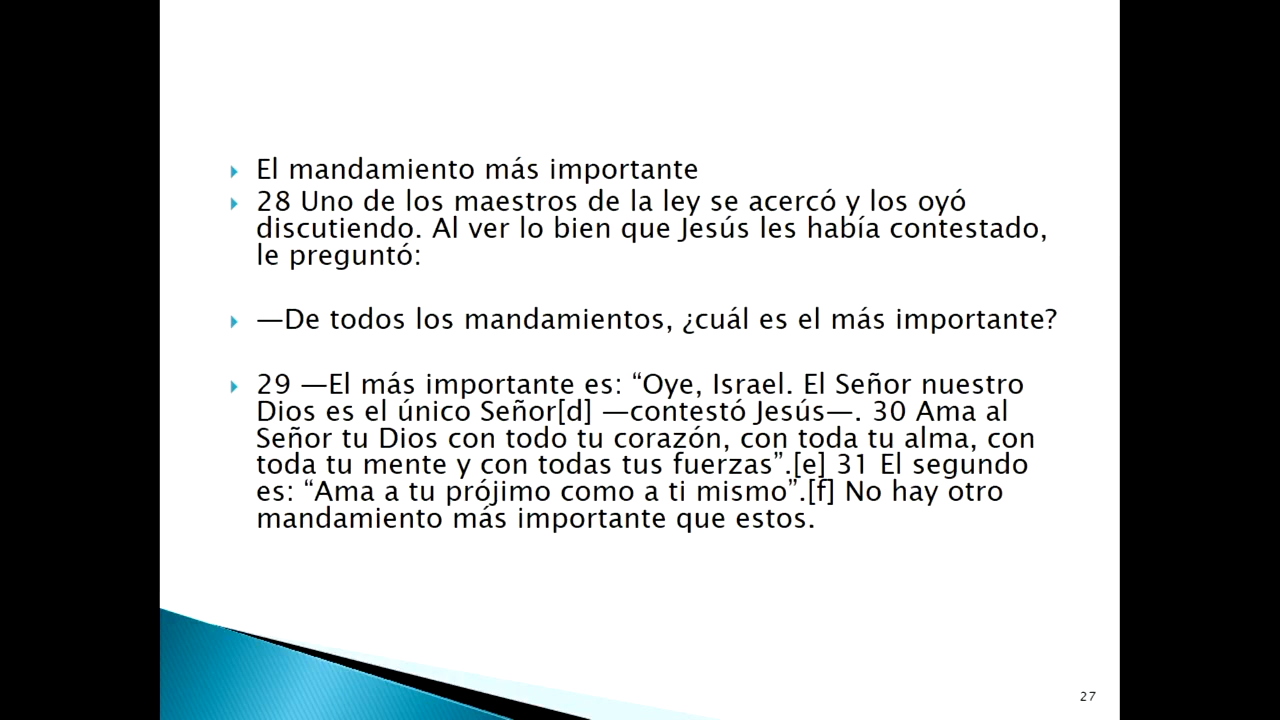 El mandamiento más importante
28 Uno de los maestros de la ley se acercó y los oyó
discutiendo. Al ver lo bien que Jesús les había contestado,
le preguntó:
—De todos los mandamientos, ¿cuál es el más importante?
29 —El más importante es: “Oye, Israel. El Señor nuestro
Dios es el único Señor[d] —contestó Jesús—. 30 Ama al
Señor tu Dios con todo tu corazón, con toda tu alma, con
toda tu mente y con todas tus fuerzas”.[e] 31 El segundo
es: “Ama a tu prójimo como a ti mismo”.[f] No hay otro
mandamiento más importante que estos.
27